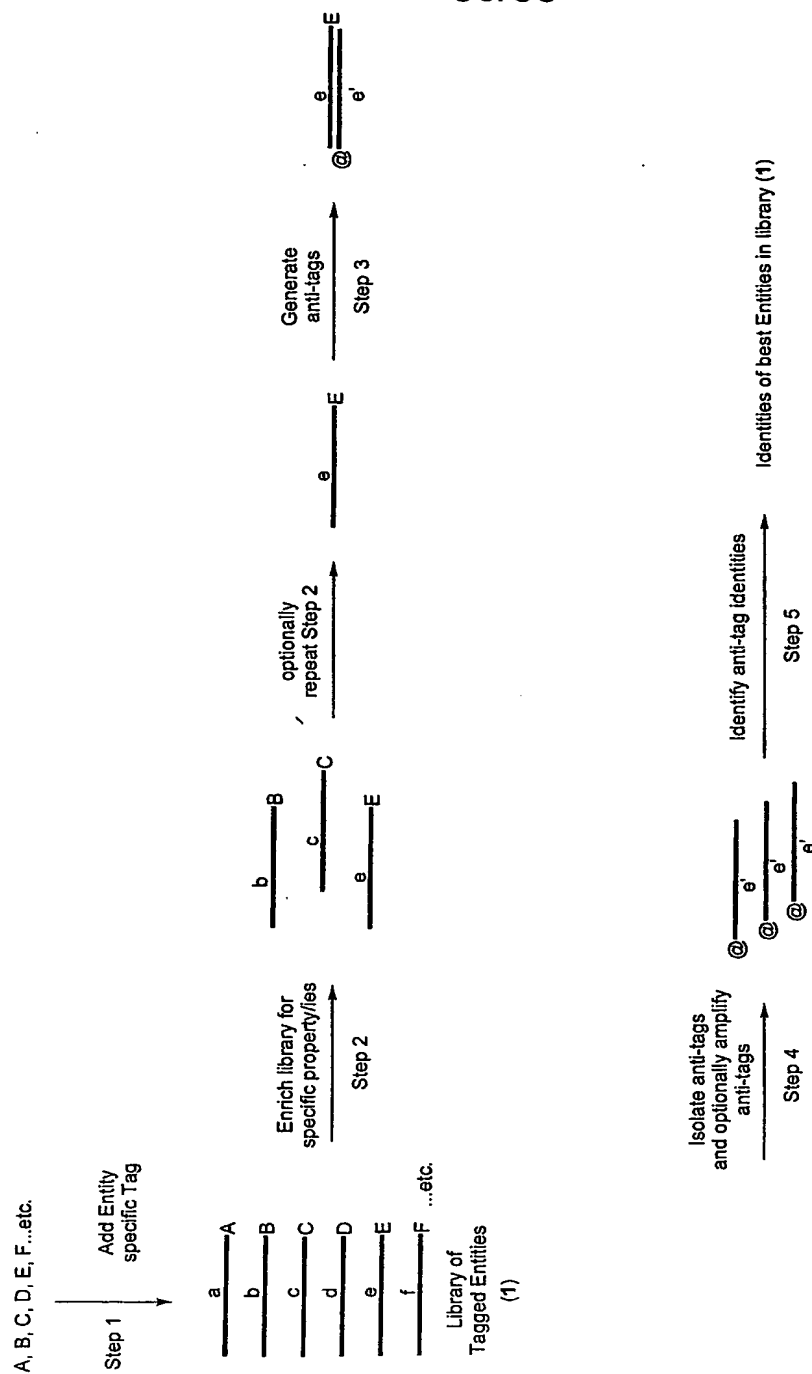 A, B, C, D, E, F...etc.
Step 1
Add Entity
specific Tag
a
A
b
B
c
C
d
D
e
E
f
F
...etc.
Library of
Tagged Entities
(1)
Enrich library for
specific property/ies
Step 2
b
B
c
C
e
E
optionally
repeat Step 2
e
E
Generate
anti-tags
Step 3
e
E
@
e'
Isolate anti-tags
and optionally amplify
anti-tags
Step 4
@
e'
@
e'
@
e'
Identify anti-tag identities
Step 5
Identities of best Entities in library (1)